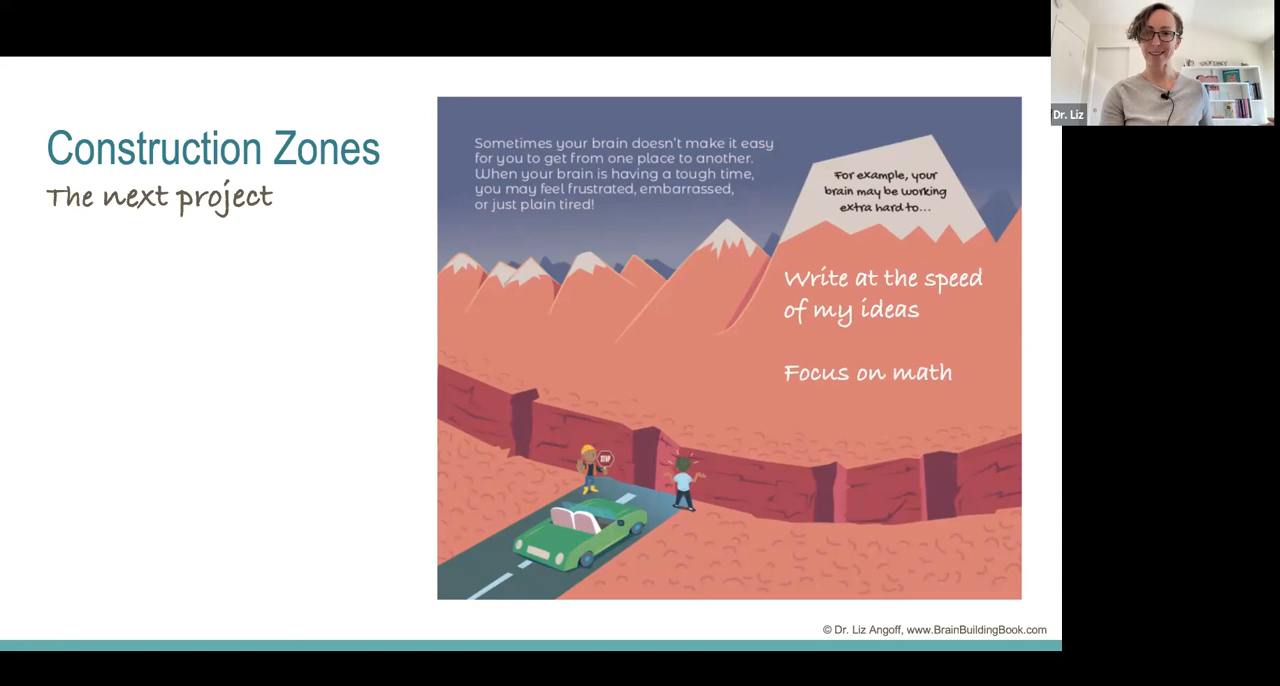 Construction Zones
The next project
Sometimes your brain doesn't make it easy
for you to get from one place to another.
When your brain is having a tough time,
you may feel frustrated, embarrassed,
or just plain tired!
For example, your
brain may be working
extra hard to...
Write at the speed
of my ideas
Focus on math
STOP
© Dr. Liz Angoff, www.BrainBuildingBook.com
Dr. Liz